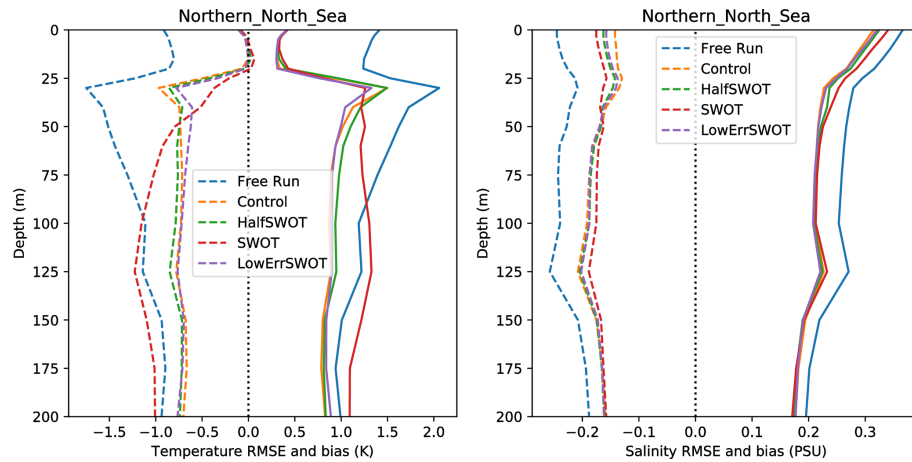 Northern_North_Sea
0
25
50
75
100
125
150
175
200
Depth (m)
Free Run
Control
HalfSWOT
SWOT
LowErrSWOT
−1.5 −1.0 −0.5 0.0 0.5 1.0 1.5 2.0
Temperature RMSE and bias (K)
Northern_North_Sea
0
25
50
75
100
125
150
175
200
Depth (m)
Free Run
Control
HalfSWOT
SWOT
LowErrSWOT
−0.2 −0.1 0.0 0.1 0.2 0.3
Salinity RMSE and bias (PSU)